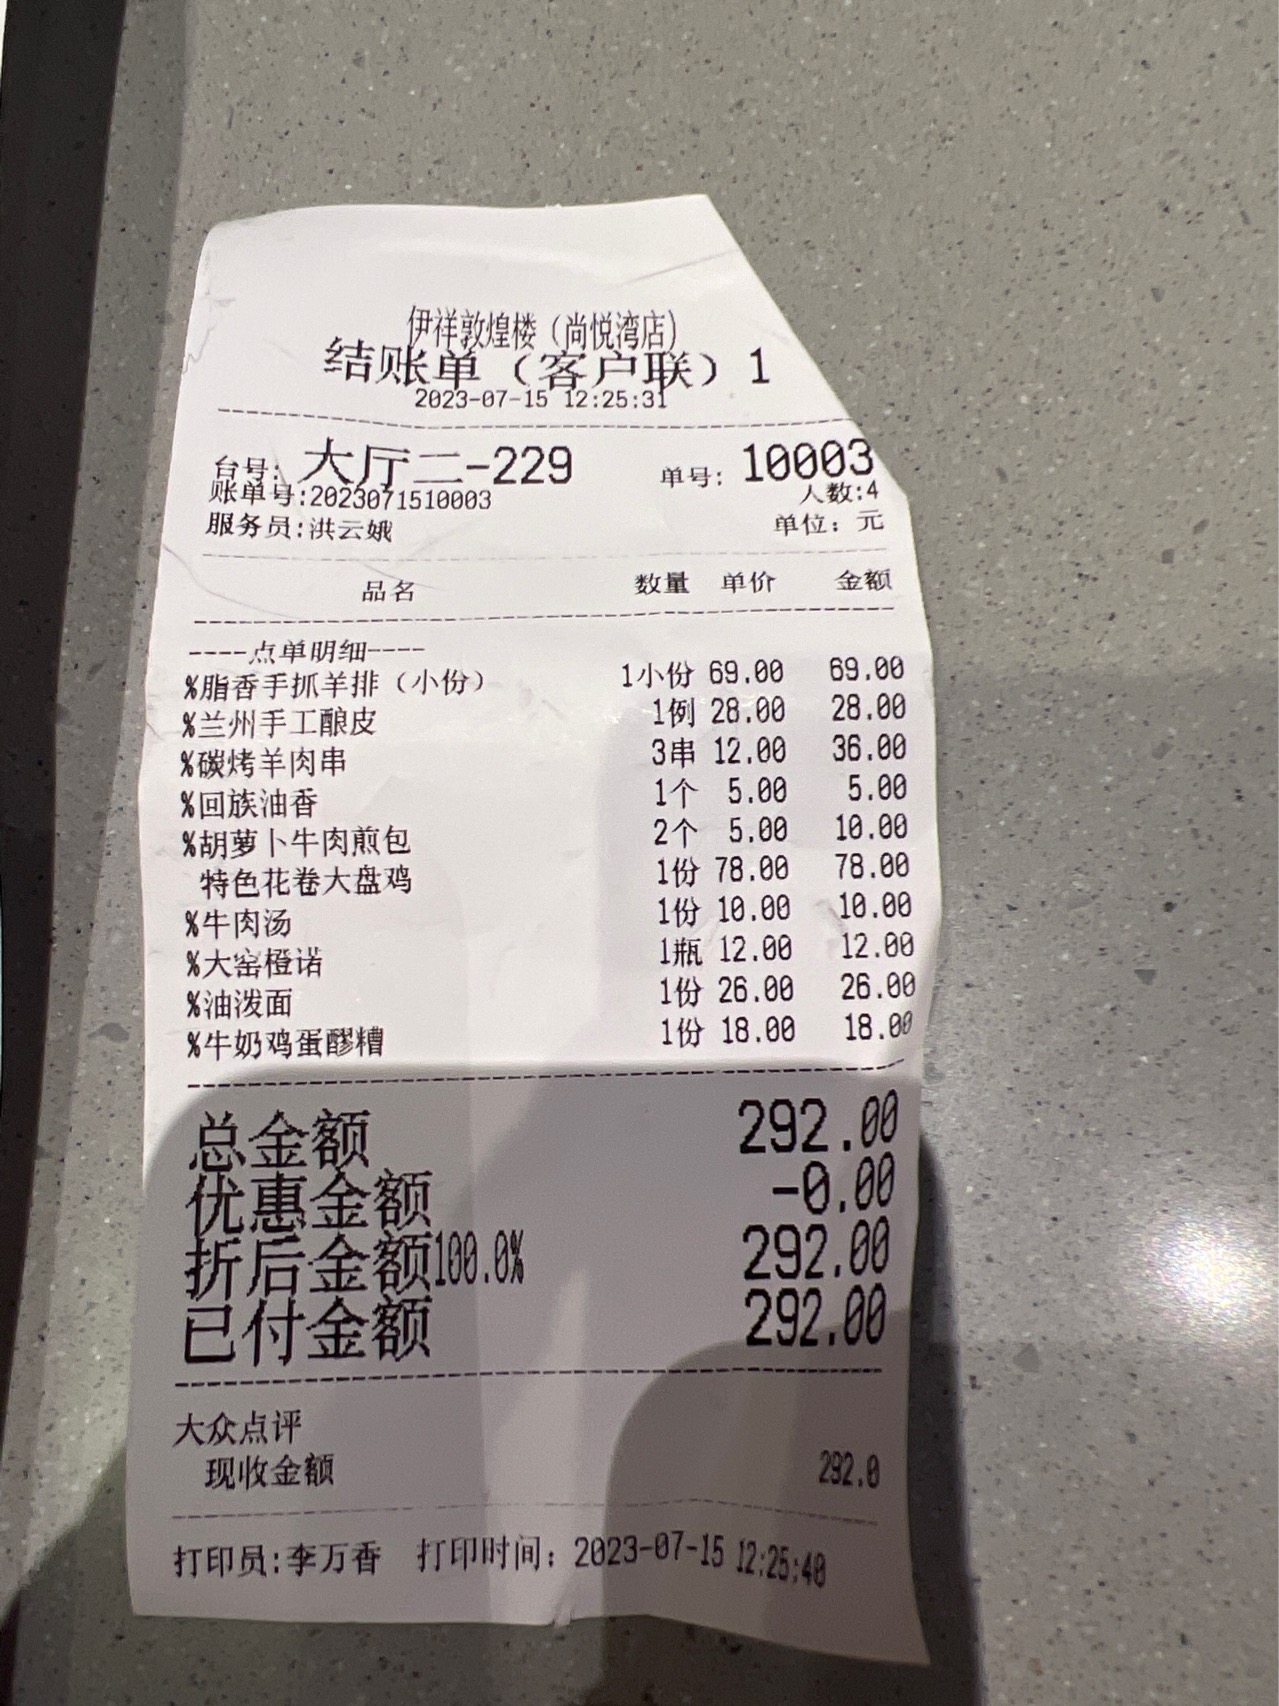 伊祥敦煌楼（尚悦湾店）
结账单（客户联）1
2023-07-15 12:25:31
台号: 大厅二-229 单号: 10003
账单号:2023071510003 人数:4
服务员:洪云娥 单位: 元
品名 数量 单价 金额
----点单明细----
%脂香手抓羊排（小份） 1小份 69.00 69.00
%兰州手工酿皮 1例 28.00 28.00
%碳烤羊肉串 3串 12.00 36.00
%回族油香 1个 5.00 5.00
%胡萝卜牛肉煎包 2个 5.00 10.00
特色花卷大盘鸡 1份 78.00 78.00
%牛肉汤 1份 10.00 10.00
%大窑橙诺 1瓶 12.00 12.00
%油泼面 1份 26.00 26.00
%牛奶鸡蛋醪糟 1份 18.00 18.00
总金额 292.00
优惠金额 -0.00
折后金额100.0% 292.00
已付金额 292.00
大众点评
现收金额 292.0
打印员:李万香 打印时间: 2023-07-15 12:25:40